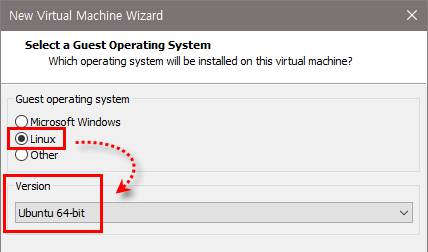 New Virtual Machine Wizard
Select a Guest Operating System
Which operating system will be installed on this virtual machine?
Guest operating system
Microsoft Windows
Linux
Other
Version
Ubuntu 64-bit